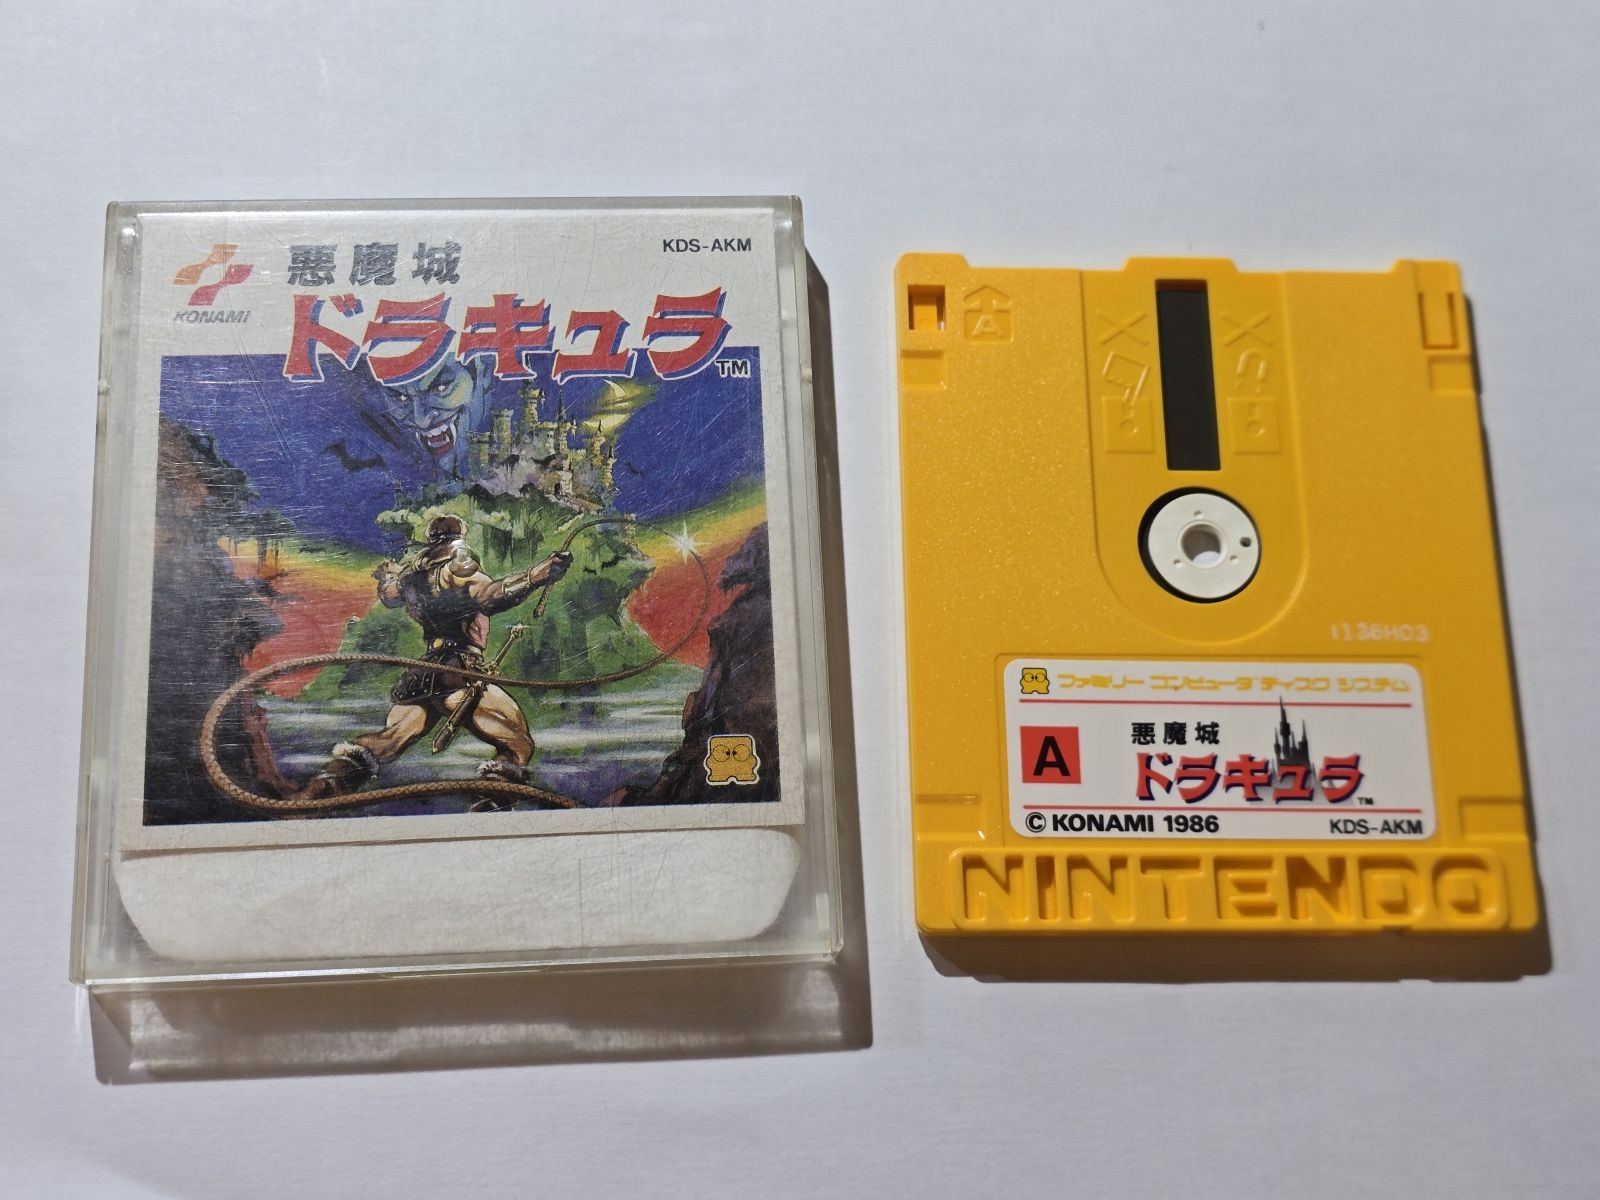 KONAMI
悪魔城
KDS-AKM
ドラキュラ
TM
A
1136H03
ファミリー コンピュータ ディスク システム
A
悪魔城
ドラキュラ
TM
© KONAMI 1986
KDS-AKM
NINTENDO